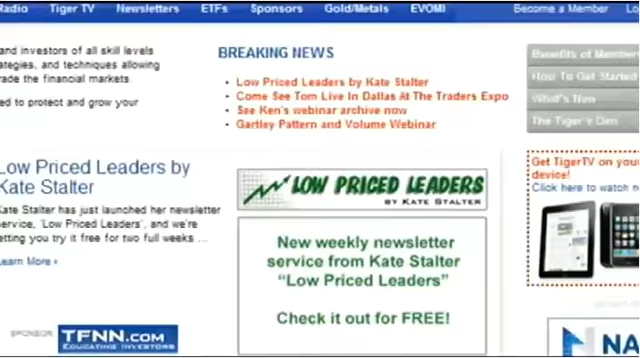 Radio Tiger TV Newsletters ETFs Sponsors Gold/Metals EVOMI Become a Member
and investors of all skill levels
ategies, and techniques allowing
rade the financial markets
ed to protect and grow your
BREAKING NEWS
Low Priced Leaders by Kate Stalter
Come See Tom Live In Dallas At The Traders Expo
See Ken's webinar archive now
Gartley Pattern and Volume Webinar
Benefits of Member
How To Get Started
What's New
The Tiger's Den
Low Priced Leaders by
Kate Stalter
Kate Stalter has just launched her newsletter
service, 'Low Priced Leaders', and we're
etting you try it free for two full weeks ...
Learn More »
LOW PRICED LEADERS
BY KATE STALTER
New weekly newsletter
service from Kate Stalter
"Low Priced Leaders"
Check it out for FREE!
Get TigerTV on your
device!
Click here to watch n
SPONSOR:
TFNN.COM
EDUCATING INVESTORS
NA